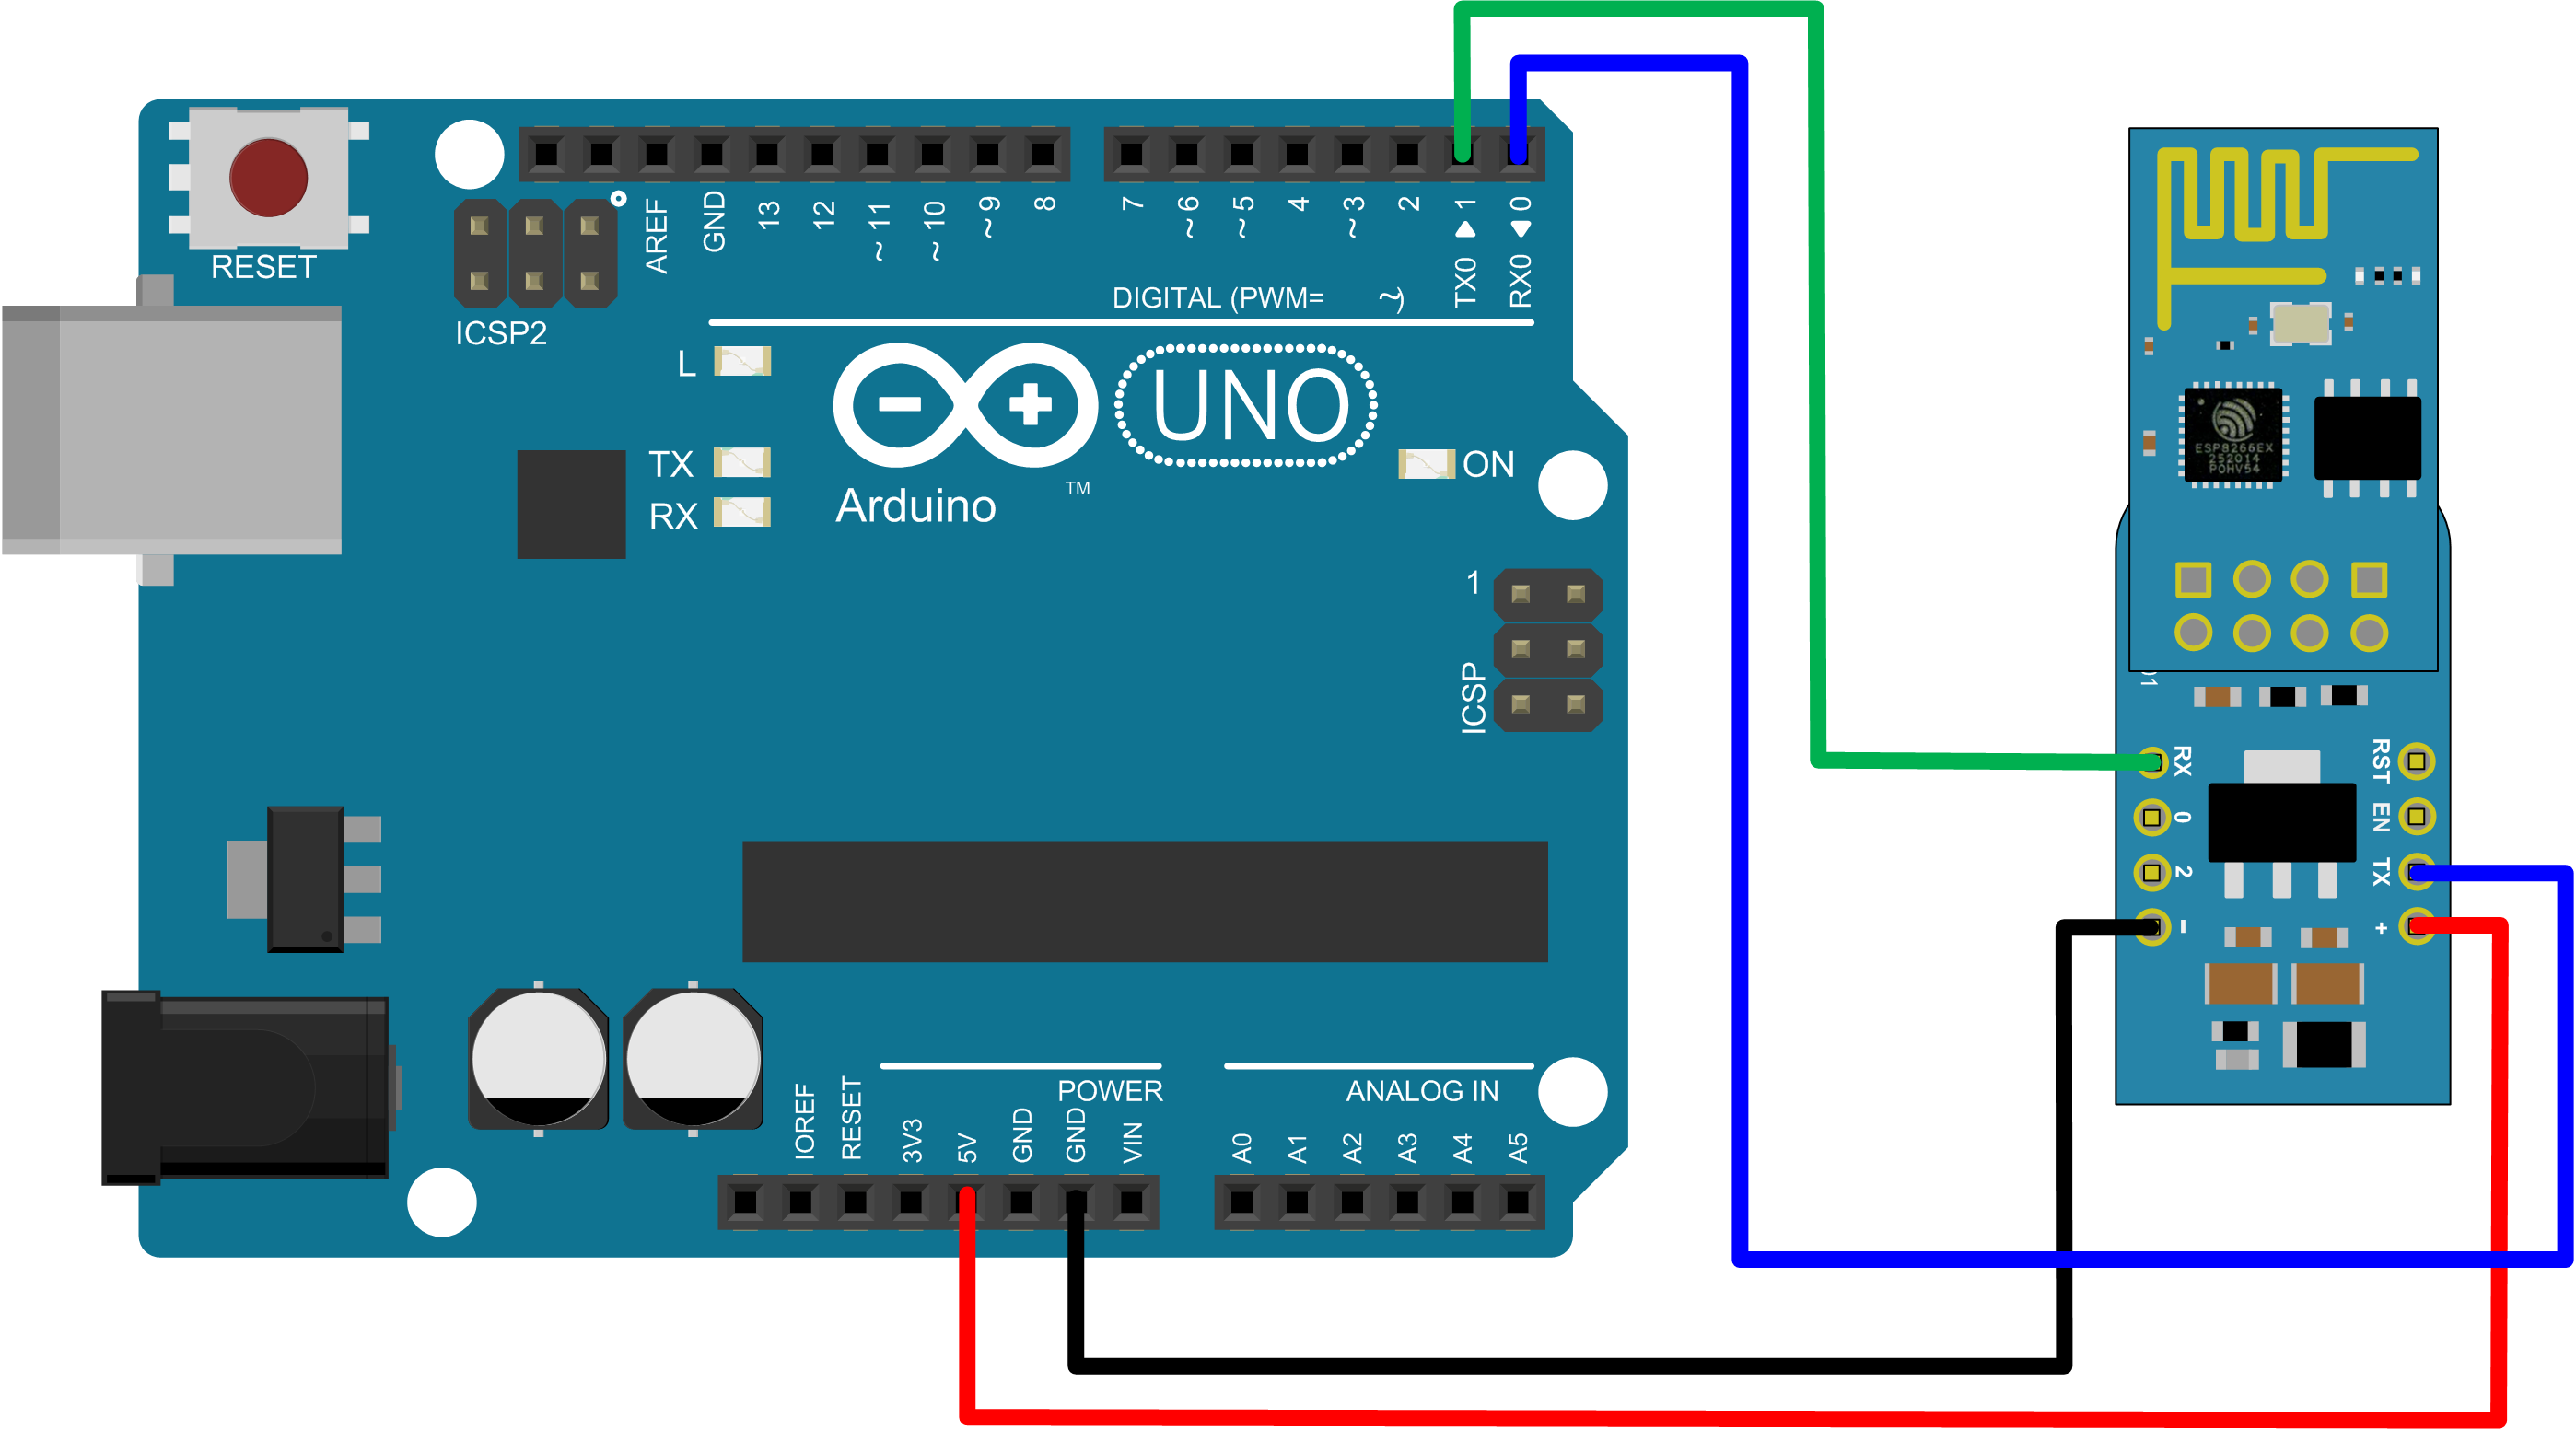 RESET
ICSP2
AREF
GND
13
12
~ 11
~ 10
~ 9
8
7
~ 6
~ 5
4
~ 3
2
TX0 ▶ 1
RX0 ◀ 0
DIGITAL (PWM= ~)
L
TX
RX
Arduino
TM
UNO
ON
1
ICSP
IOREF
RESET
3V3
5V
GND
GND
VIN
POWER
ANALOG IN
A0
A1
A2
A3
A4
A5
ESP8266EX
252014
P0HV54
01
RX
0
2
-
RST
EN
TX
+